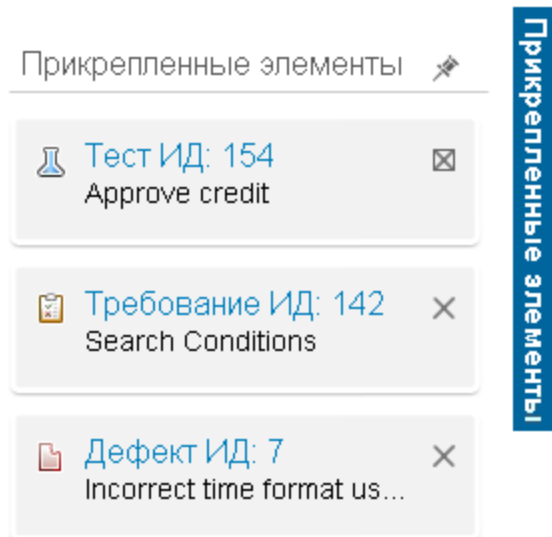 Прикрепленные элементы
Тест ИД: 154
Approve credit
Требование ИД: 142
Search Conditions
Дефект ИД: 7
Incorrect time format us...
Прикрепленные элементы